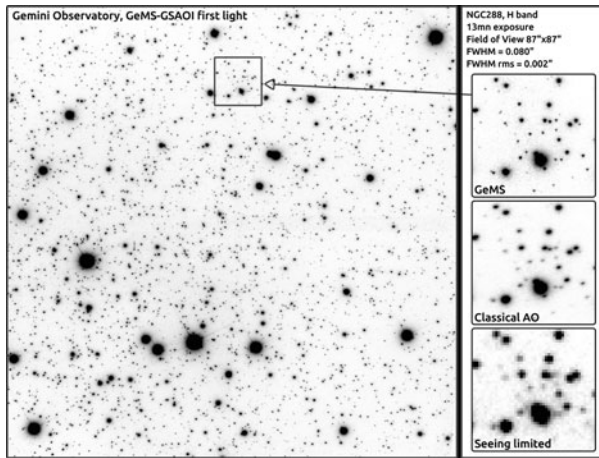 Gemini Observatory, GeMS-GSAOI first light
NGC288, H band
13mn exposure
Field of View 87"x87"
FWHM = 0.080"
FWHM rms = 0.002"
GeMS
Classical AO
Seeing limited